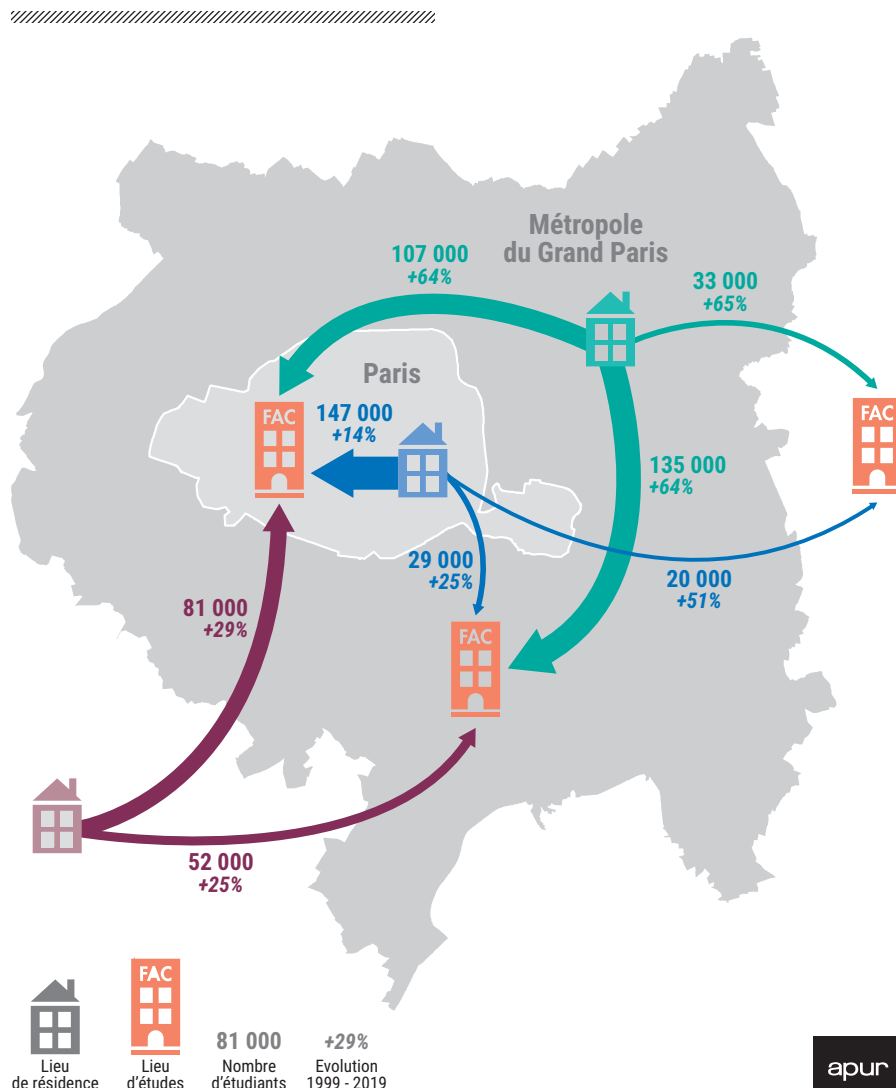 Métropole
du Grand Paris
107 000
+64%
33 000
+65%
Paris
FAC
147 000
+14%
FAC
135 000
+64%
29 000
+25%
20 000
+51%
81 000
+29%
FAC
52 000
+25%
FAC
81 000
+29%
Lieu
de résidence
Lieu
d'études
Nombre
d'étudiants
Evolution
1999 - 2019
apur